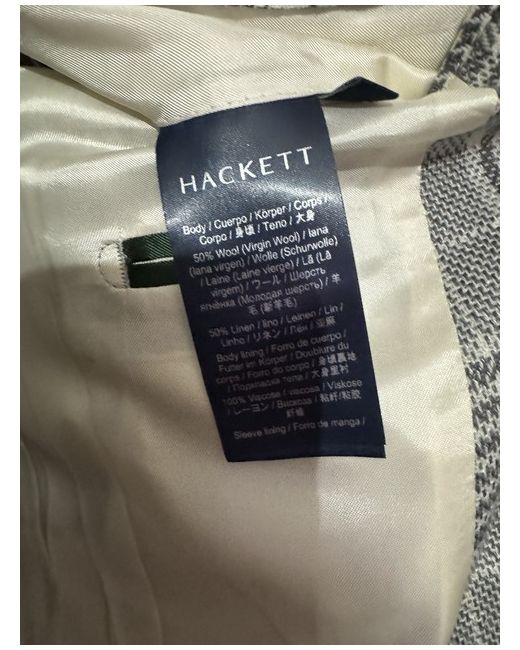 HACKETT
Body / Cuerpo / Körper / Corps /
Corpo / 身頃 / Тело / 大身
50% Wool (Virgin Wool) / lana
(lana virgen) / Wolle (Schurwolle)
/ Laine (Laine vierge) / Lã (Lã
virgem) / ウール / Шерсть
ягнёнка (Молодая шерсть) / 羊
毛 (新羊毛)
50% Linen / lino / Leinen / Lin /
Linho / リネン / Лён / 亚麻
Body lining / Forro de cuerpo /
Futter in: Körper / Doublure du
corps / Forro do corpo / 身頃裏地
/ Подкладка тела / 大身里衬
100% Viscose / viscosa / Viskose
/ レーヨン / Вискоза / 粘纤/粘胶
纤维
Sleeve lining / Forro de manga /